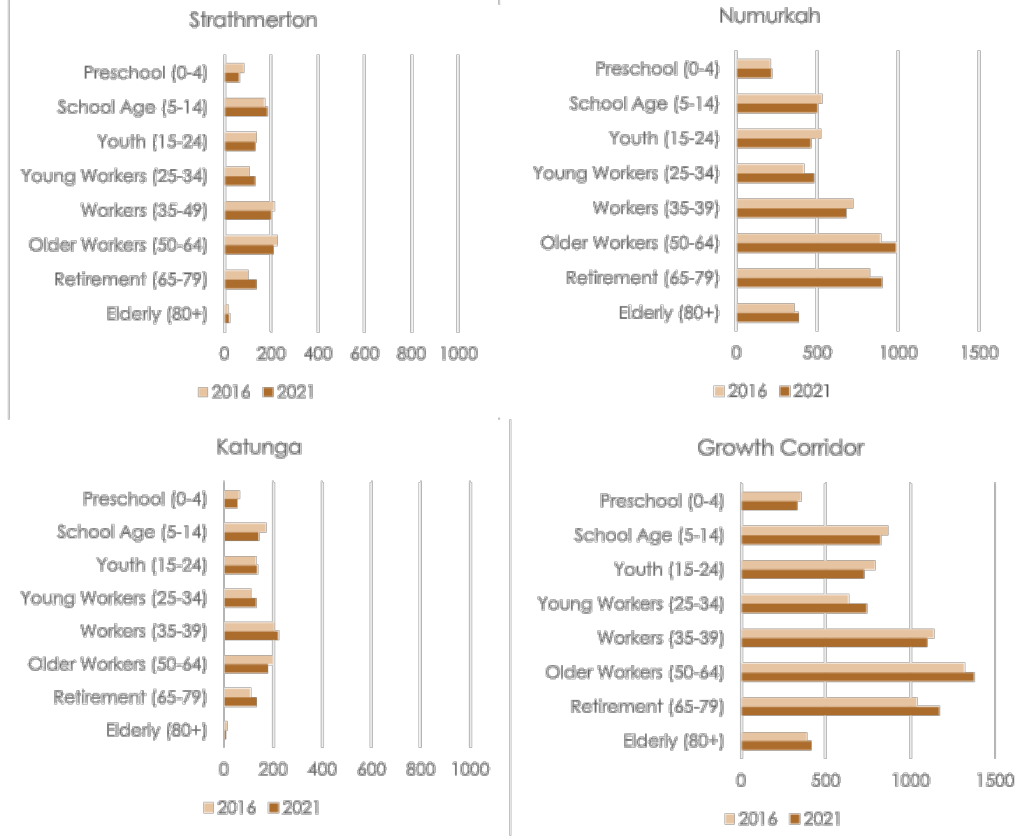 Strathmerton
Preschool (0-4)
School Age (5-14)
Youth (15-24)
Young Workers (25-34)
Workers (35-49)
Older Workers (50-64)
Retirement (65-79)
Elderly (80+)
0 200 400 600 800 1000
2016 2021
Numurkah
Preschool (0-4)
School Age (5-14)
Youth (15-24)
Young Workers (25-34)
Workers (35-39)
Older Workers (50-64)
Retirement (65-79)
Elderly (80+)
0 500 1000 1500
2016 2021
Katunga
Preschool (0-4)
School Age (5-14)
Youth (15-24)
Young Workers (25-34)
Workers (35-39)
Older Workers (50-64)
Retirement (65-79)
Elderly (80+)
0 200 400 600 800 1000
2016 2021
Growth Corridor
Preschool (0-4)
School Age (5-14)
Youth (15-24)
Young Workers (25-34)
Workers (35-39)
Older Workers (50-64)
Retirement (65-79)
Elderly (80+)
0 500 1000 1500
2016 2021